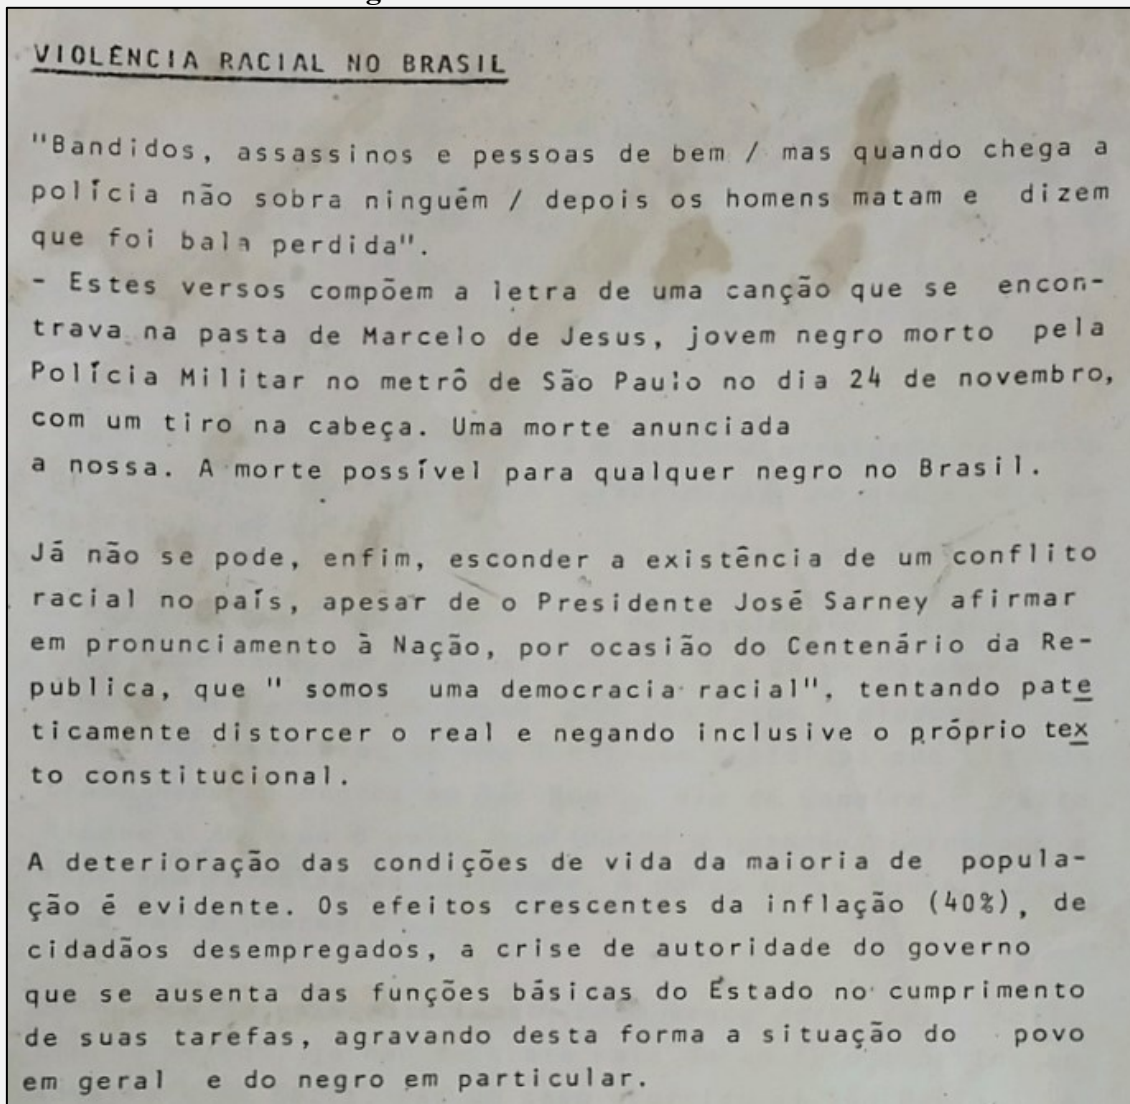 VIOLÊNCIA RACIAL NO BRASIL
"Bandidos, assassinos e pessoas de bem / mas quando chega a
polícia não sobra ninguém / depois os homens matam e dizem
que foi bala perdida".
- Estes versos compõem a letra de uma canção que se encon-
trava na pasta de Marcelo de Jesus, jovem negro morto pela
Polícia Militar no metrô de São Paulo no dia 24 de novembro,
com um tiro na cabeça. Uma morte anunciada
a nossa. A morte possível para qualquer negro no Brasil.
Já não se pode, enfim, esconder a existência de um conflito
racial no país, apesar de o Presidente José Sarney afirmar
em pronunciamento à Nação, por ocasião do Centenário da Re-
publica, que " somos uma democracia racial", tentando pate
ticamente distorcer o real e negando inclusive o próprio tex
to constitucional.
A deterioração das condições de vida da maioria de popula-
ção é evidente. Os efeitos crescentes da inflação (40%), de
cidadãos desempregados, a crise de autoridade do governo
que se ausenta das funções básicas do Estado no cumprimento
de suas tarefas, agravando desta forma a situação do povo
em geral e do negro em particular.